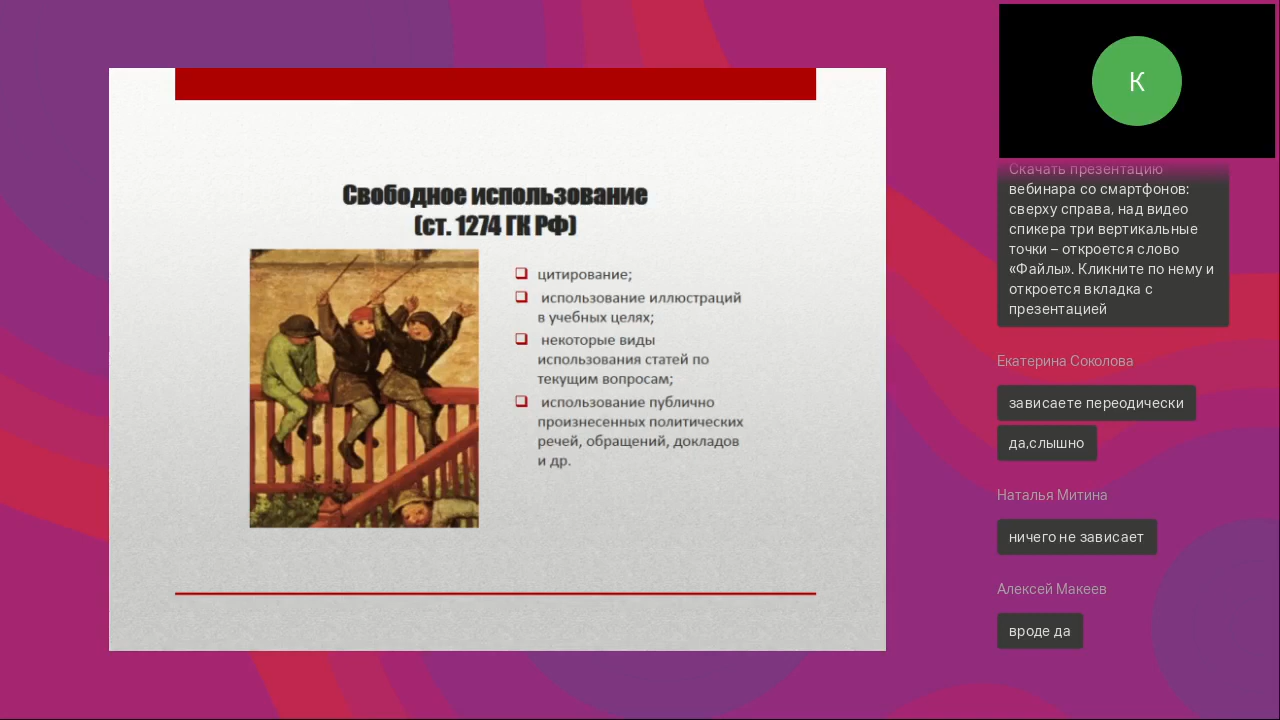 Свободное использование
(ст. 1274 ГК РФ)
цитирование;
использование иллюстраций
в учебных целях;
некоторые виды
использования статей по
текущим вопросам;
использование публично
произнесенных политических
речей, обращений, докладов
и др.
К
Скачать презентацию
вебинара со смартфонов:
сверху справа, над видео
спикера три вертикальные
точки – откроется слово
«Файлы». Кликните по нему и
откроется вкладка с
презентацией
Екатерина Соколова
зависаете переодически
да,слышно
Наталья Митина
ничего не зависает
Алексей Макеев
вроде да